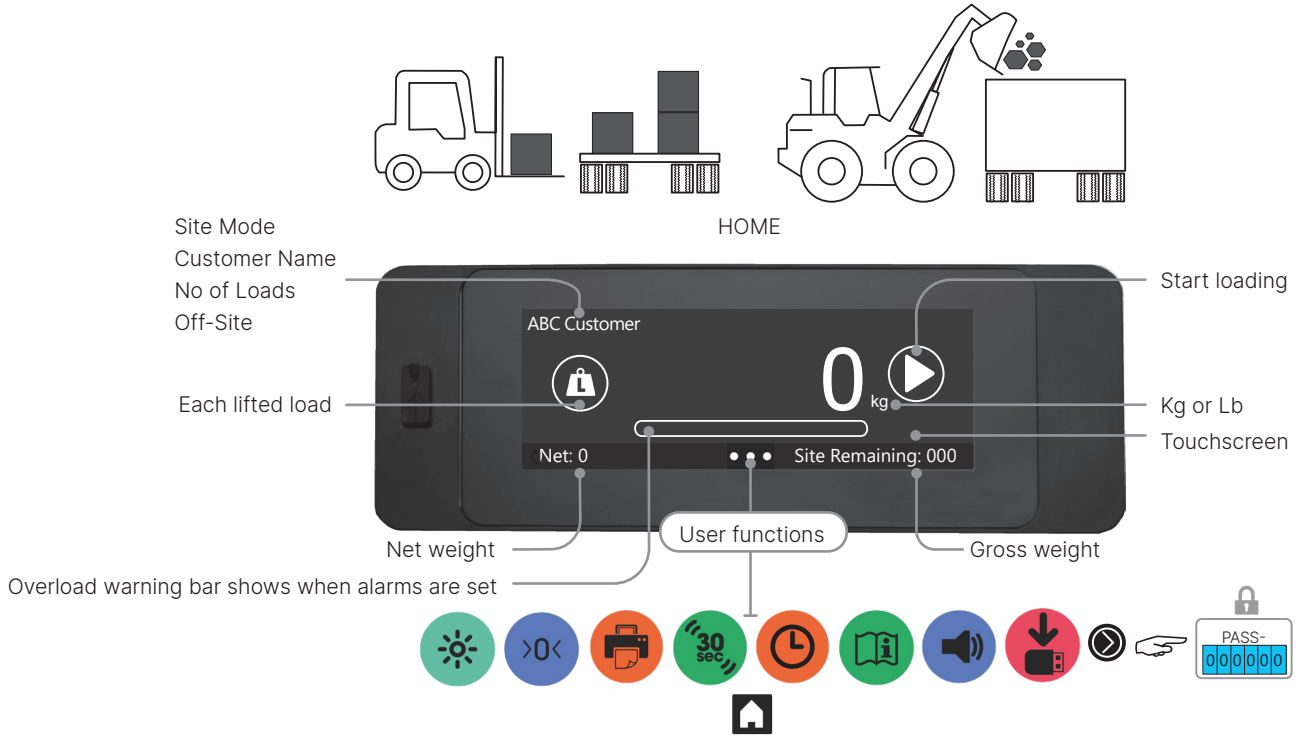 Site Mode
HOME
Customer Name
No of Loads
Off-Site
Start loading
ABC Customer
L
0
kg
Each lifted load
Kg or Lb
Touchscreen
Net: 0
Site Remaining: 000
User functions
Net weight
Gross weight
Overload warning bar shows when alarms are set
>0<
30
sec
i
PASS-
000000